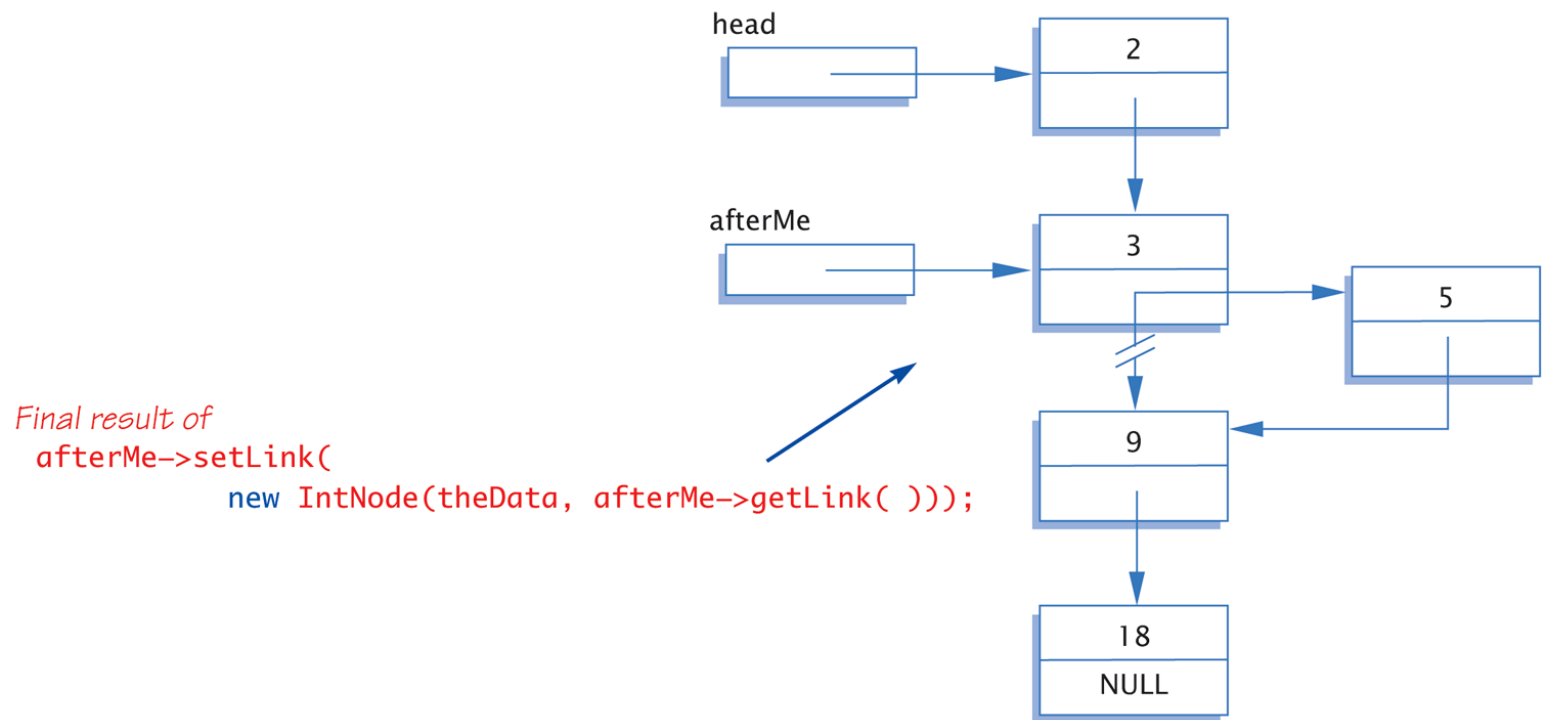 head
2
afterMe
3
5
Final result of
afterMe->setLink(
9
new IntNode(theData, afterMe->getLink( )));
18
NULL